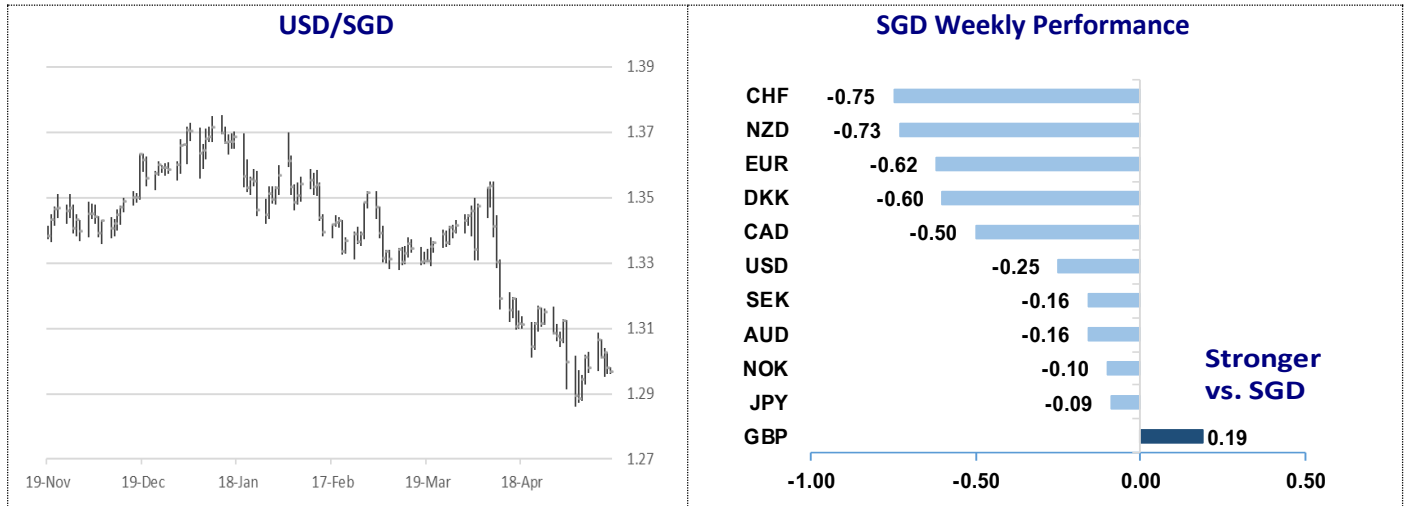 USD/SGD
1.39
1.37
1.35
1.33
1.31
1.29
1.27
19-Nov 19-Dec 18-Jan 17-Feb 19-Mar 18-Apr
SGD Weekly Performance
CHF -0.75
NZD -0.73
EUR -0.62
DKK -0.60
CAD -0.50
USD -0.25
SEK -0.16
AUD -0.16
NOK -0.10
JPY -0.09
GBP 0.19
Stronger
vs. SGD
-1.00 -0.50 0.00 0.50